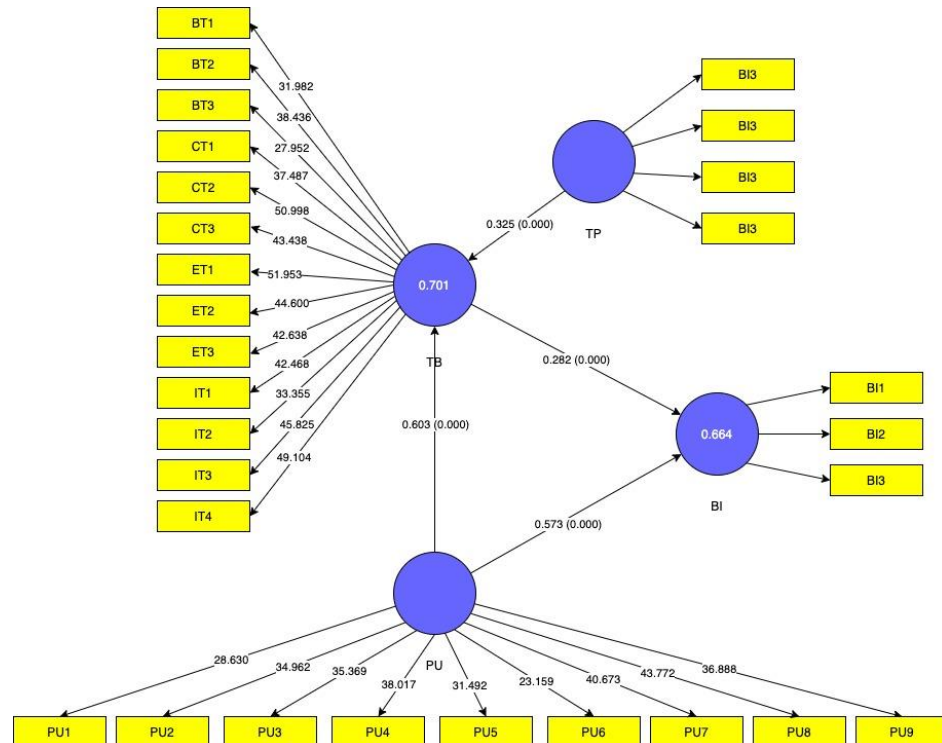 BT1
BT2
BT3
CT1
CT2
CT3
ET1
ET2
ET3
IT1
IT2
IT3
IT4
31.982
38.436
27.952
37.487
50.998
43.438
51.953
44.600
42.638
42.468
33.355
45.825
49.104
0.701
TB
BI3
BI3
BI3
BI3
TP
0.325 (0.000)
0.282 (0.000)
0.603 (0.000)
0.573 (0.000)
0.664
BI
BI1
BI2
BI3
PU
28.630
34.962
35.369
38.017
31.492
23.159
40.673
43.772
36.888
PU1
PU2
PU3
PU4
PU5
PU6
PU7
PU8
PU9